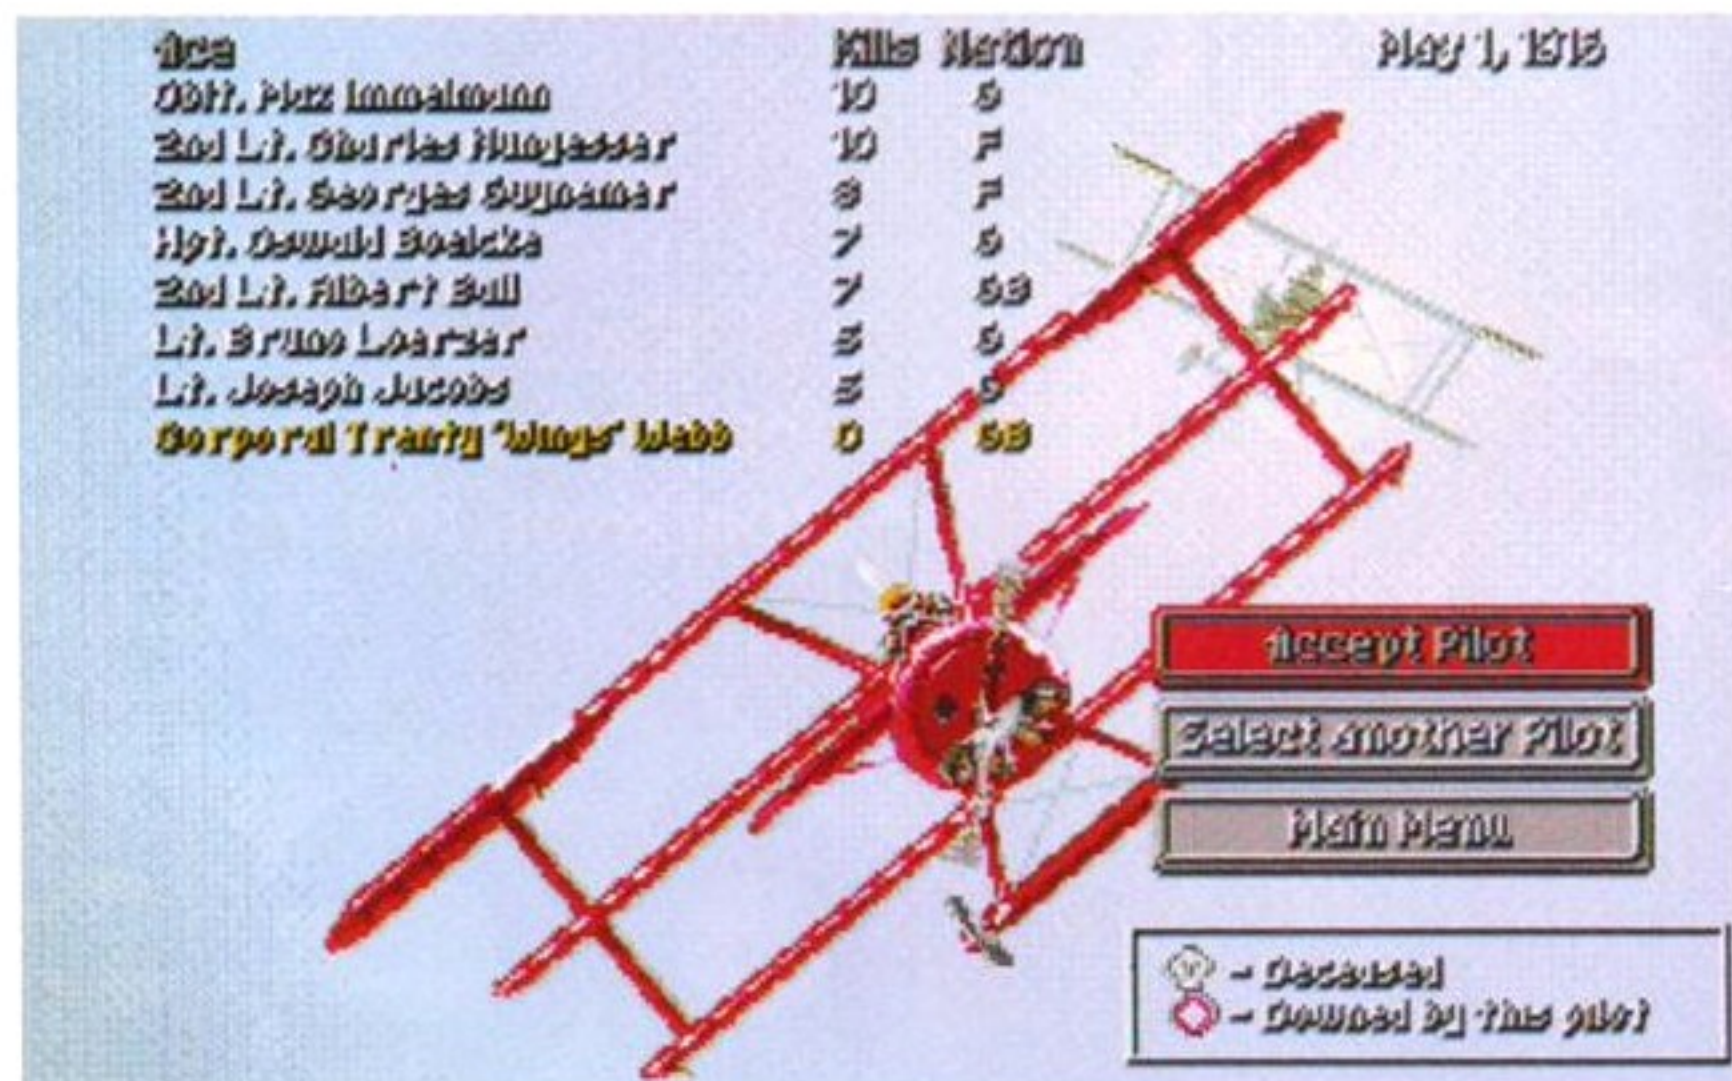 Ace Kills Nation May 1, 1916
Oblt. Max Immelmann 10 G
2nd Lt. Charles Nungesser 10 F
2nd Lt. Georges Guynemer 8 F
Hpt. Oswald Boelcke 7 G
2nd Lt. Albert Ball 7 GB
Lt. Bruno Loerzer 5 G
Lt. Joseph Jacobs 5 G
Corporal Trenty "Wings" Webb 0 GB
Accept Pilot
Select another Pilot
Main Menu
- Deceased
- Downed by this pilot